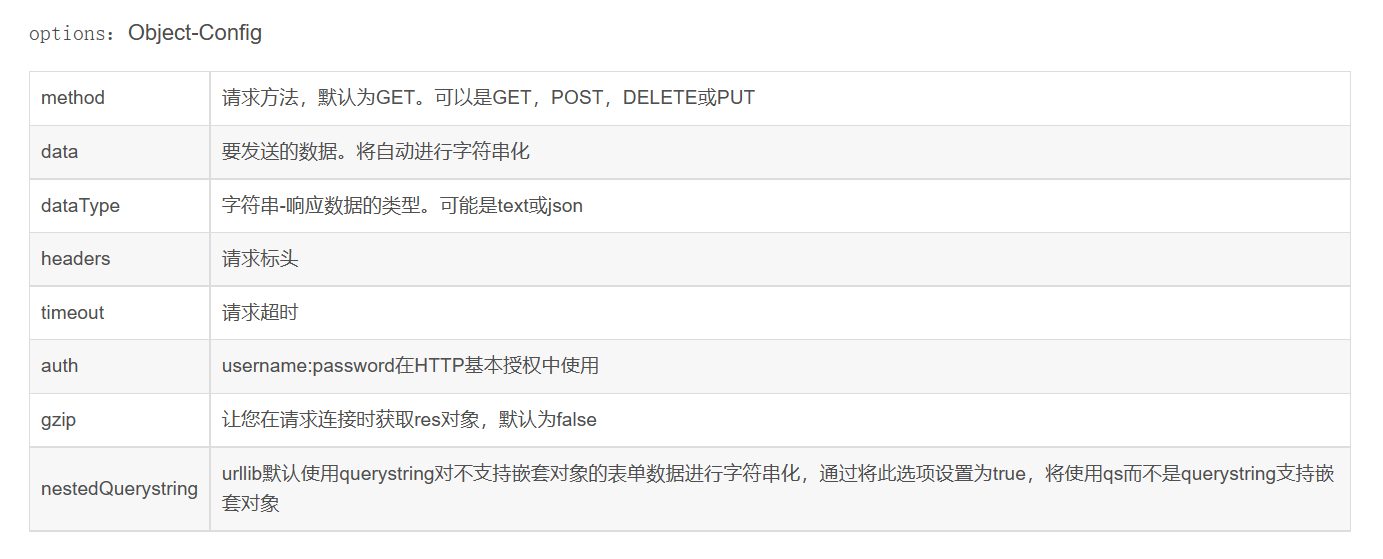 options：Object-Config
method 请求方法，默认为GET。可以是GET，POST，DELETE或PUT
data 要发送的数据。将自动进行字符串化
dataType 字符串-响应数据的类型。可能是text或json
headers 请求标头
timeout 请求超时
auth username:password在HTTP基本授权中使用
gzip 让您在请求连接时获取res对象，默认为false
nestedQuerystring urllib默认使用querystring对不支持嵌套对象的表单数据进行字符串化，通过将此选项设置为true，将使用qs而不是querystring支持嵌
套对象